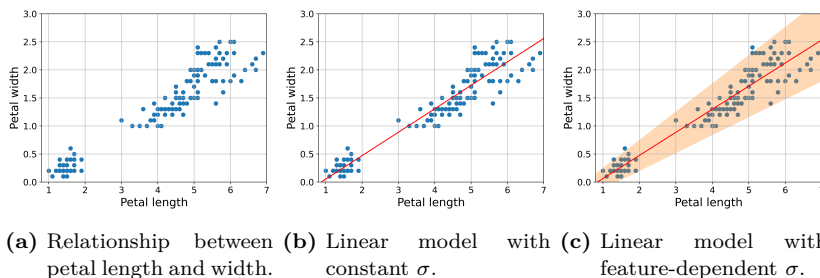 3.0
2.5
2.0
1.5
1.0
0.5
0.0
Petal width
1 2 3 4 5 6 7
Petal length
3.0
2.5
2.0
1.5
1.0
0.5
0.0
Petal width
1 2 3 4 5 6 7
Petal length
3.0
2.5
2.0
1.5
1.0
0.5
0.0
Petal width
1 2 3 4 5 6 7
Petal length
(a) Relationship between
petal length and width.
(b) Linear model with
constant σ.
(c) Linear model with
feature-dependent σ.